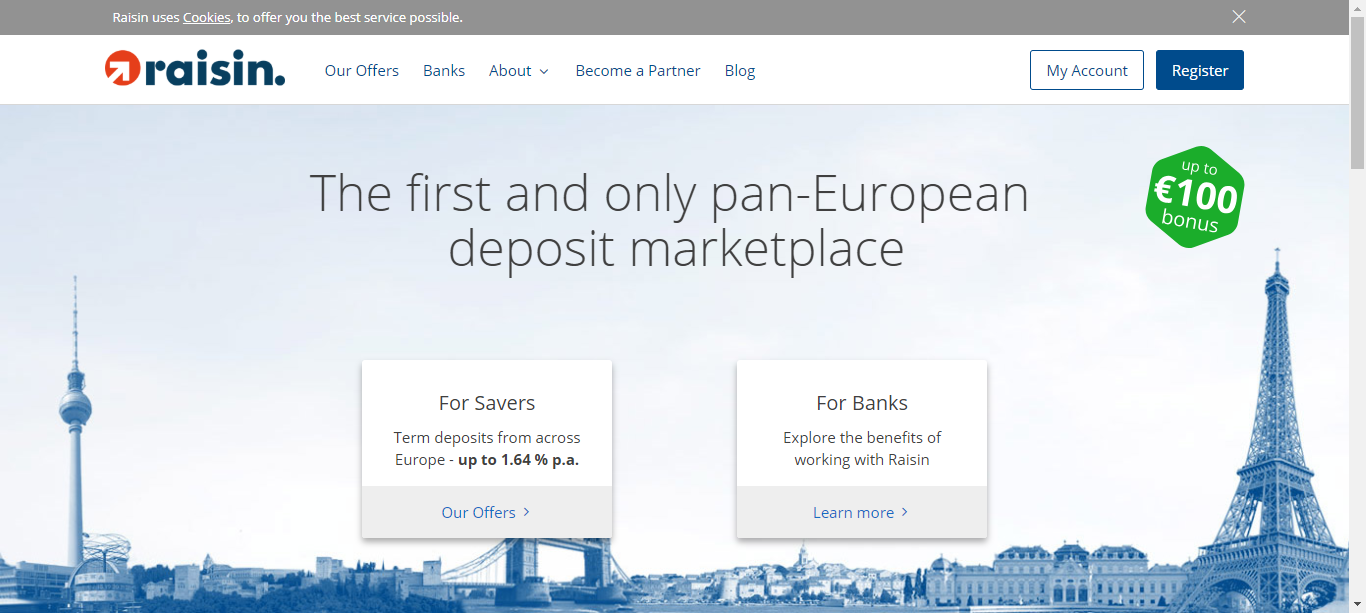 Raisin uses Cookies, to offer you the best service possible.
raisin.
Our Offers
Banks
About
Become a Partner
Blog
My Account
Register
The first and only pan-European
deposit marketplace
up to
€100
bonus
For Savers
Term deposits from across
Europe - up to 1.64 % p.a.
Our Offers
For Banks
Explore the benefits of
working with Raisin
Learn more